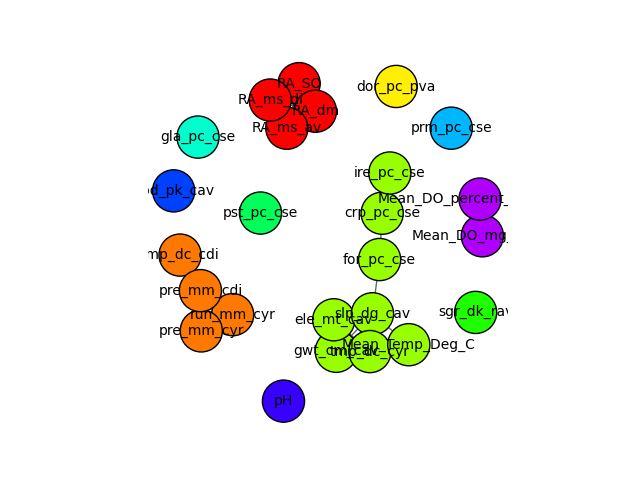 RA_SO
dor_pc_pva
RA_ms_di
RA_dm
RA_ms_av
prm_pc_cse
gla_pc_cse
ire_pc_cse
d_pk_cav
Mean_DO_percent_
pst_pc_cse
crp_pc_cse
Mean_DO_mg_
mp_dc_cdi
for_pc_cse
pre_mm_cdi
run_mm_cyr
slp_dg_cav
sgr_dk_rav
ele_mt_cav
pre_mm_cyr
gwt_cm_cav
tmp_dc_cyr
Mean_Temp_Deg_C
pH